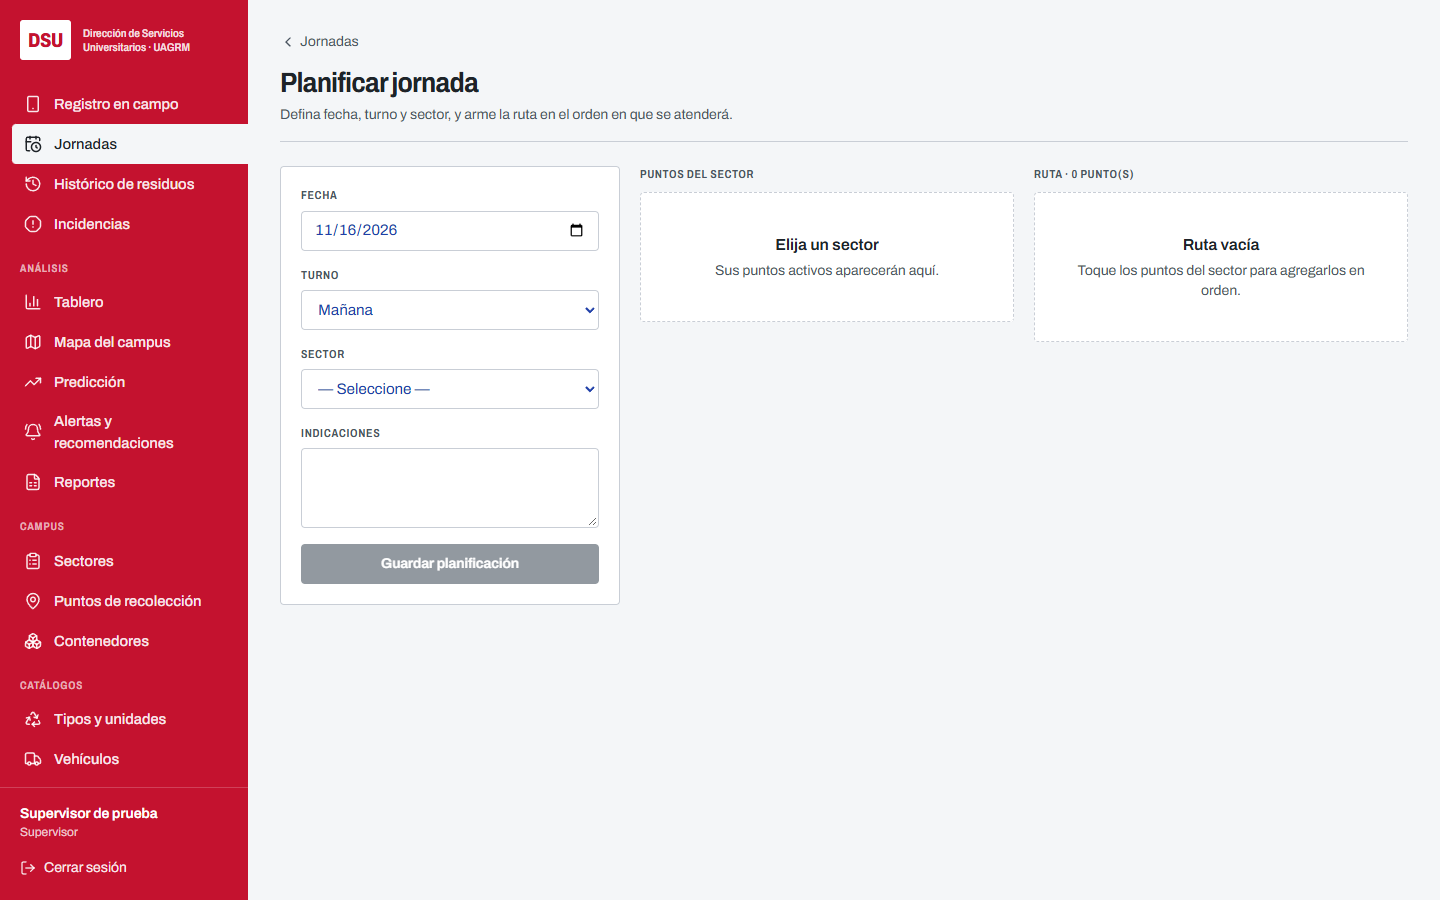 DSU
Dirección de Servicios
Universitarios · UAGRM
Registro en campo
Jornadas
Histórico de residuos
Incidencias
ANÁLISIS
Tablero
Mapa del campus
Predicción
Alertas y
recomendaciones
Reportes
CAMPUS
Sectores
Puntos de recolección
Contenedores
CATÁLOGOS
Tipos y unidades
Vehículos
Supervisor de prueba
Supervisor
Cerrar sesión
Jornadas
Planificar jornada
Defina fecha, turno y sector, y arme la ruta en el orden en que se atenderá.
FECHA
11/16/2026
TURNO
Mañana
SECTOR
— Seleccione —
INDICACIONES
Guardar planificación
PUNTOS DEL SECTOR
Elija un sector
Sus puntos activos aparecerán aquí.
RUTA · 0 PUNTO(S)
Ruta vacía
Toque los puntos del sector para agregarlos en
orden.